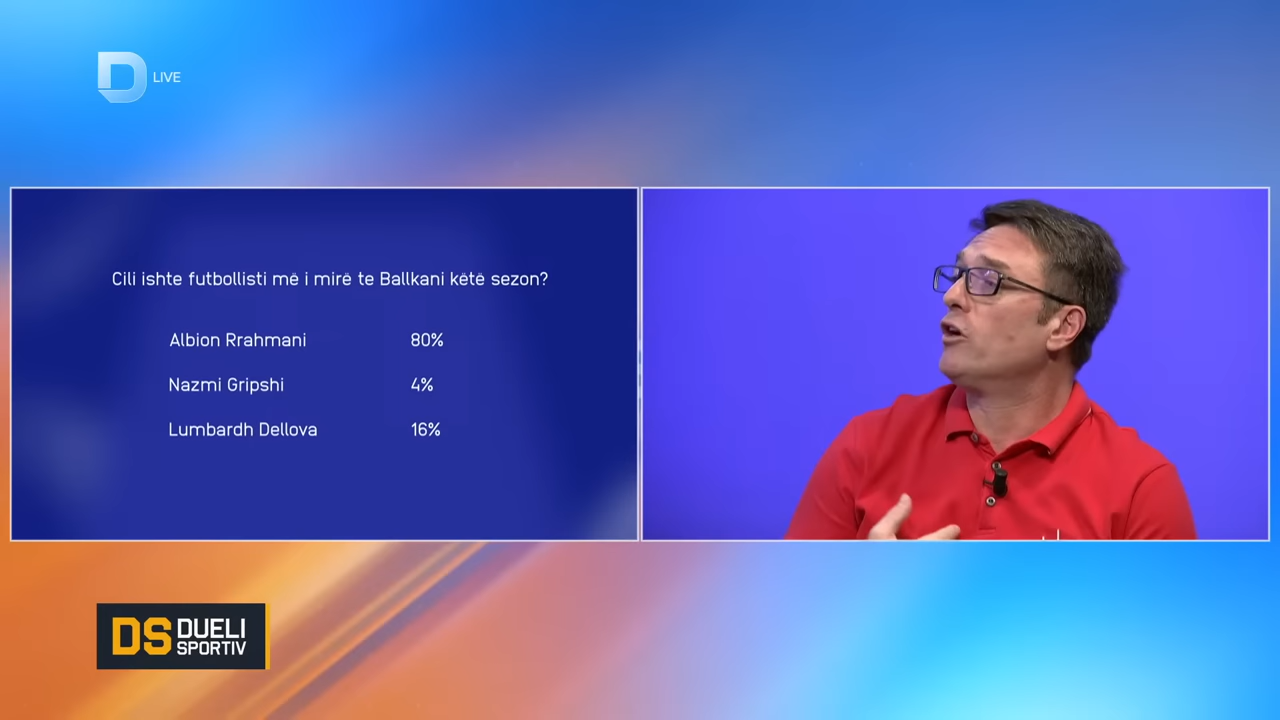 D LIVE
Cili ishte futbollisti më i mirë te Ballkani këtë sezon?
Albion Rrahmani 80%
Nazmi Gripshi 4%
Lumbardh Dellova 16%
DS DUELI
SPORTIV